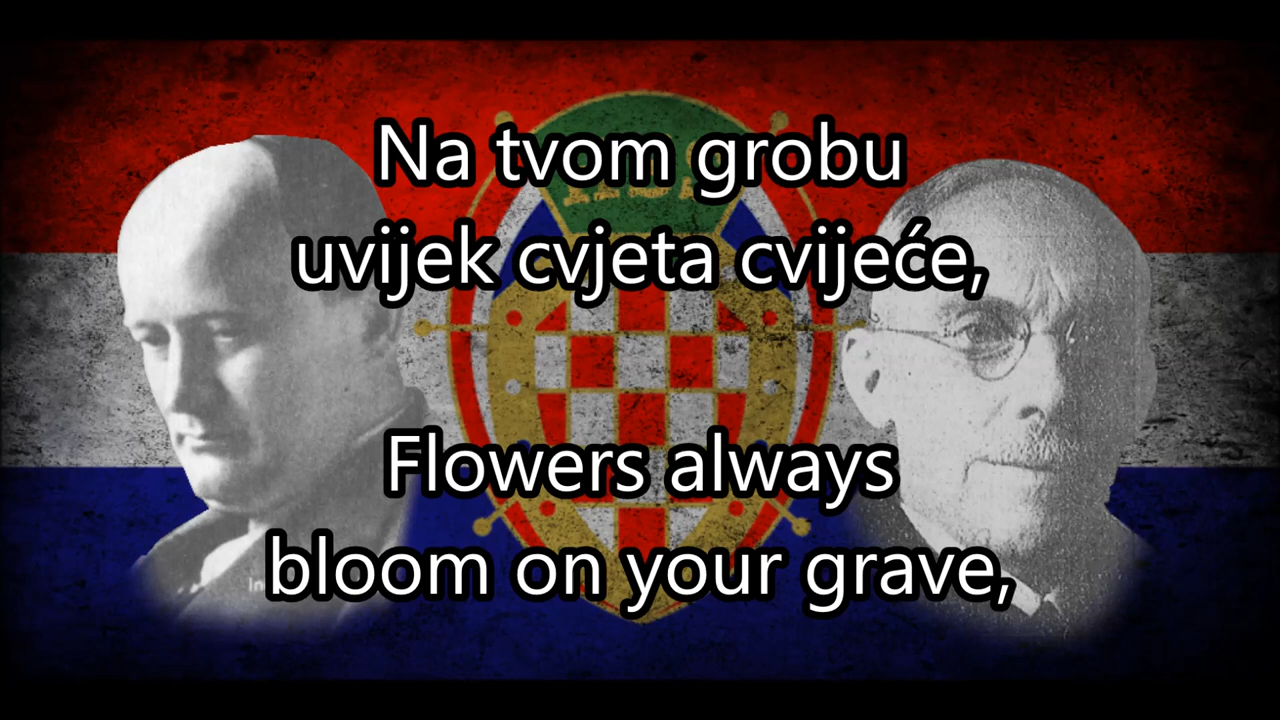 Na tvom grobu
uvijek cvjeta cvijeće,
Flowers always
bloom on your grave,